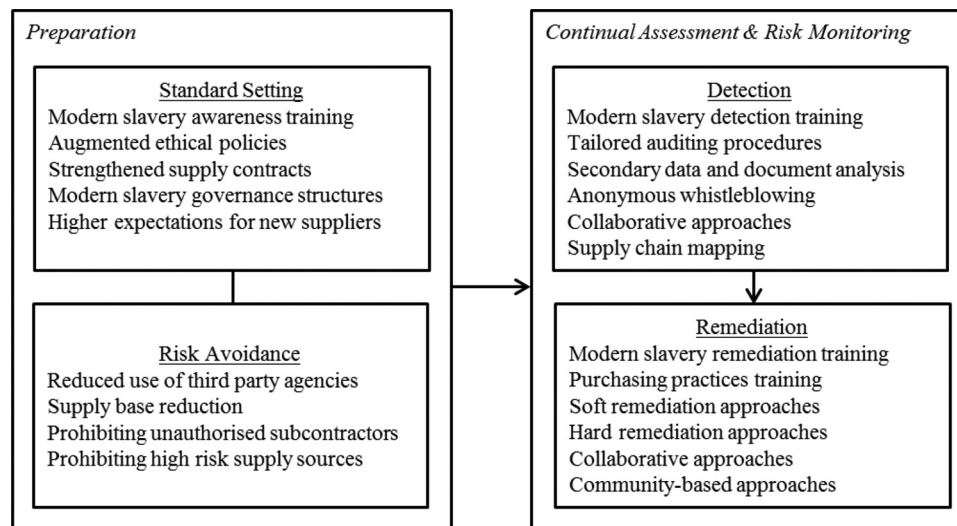 Preparation
Standard Setting
Modern slavery awareness training
Augmented ethical policies
Strengthened supply contracts
Modern slavery governance structures
Higher expectations for new suppliers
Risk Avoidance
Reduced use of third party agencies
Supply base reduction
Prohibiting unauthorised subcontractors
Prohibiting high risk supply sources
Continual Assessment & Risk Monitoring
Detection
Modern slavery detection training
Tailored auditing procedures
Secondary data and document analysis
Anonymous whistleblowing
Collaborative approaches
Supply chain mapping
Remediation
Modern slavery remediation training
Purchasing practices training
Soft remediation approaches
Hard remediation approaches
Collaborative approaches
Community-based approaches